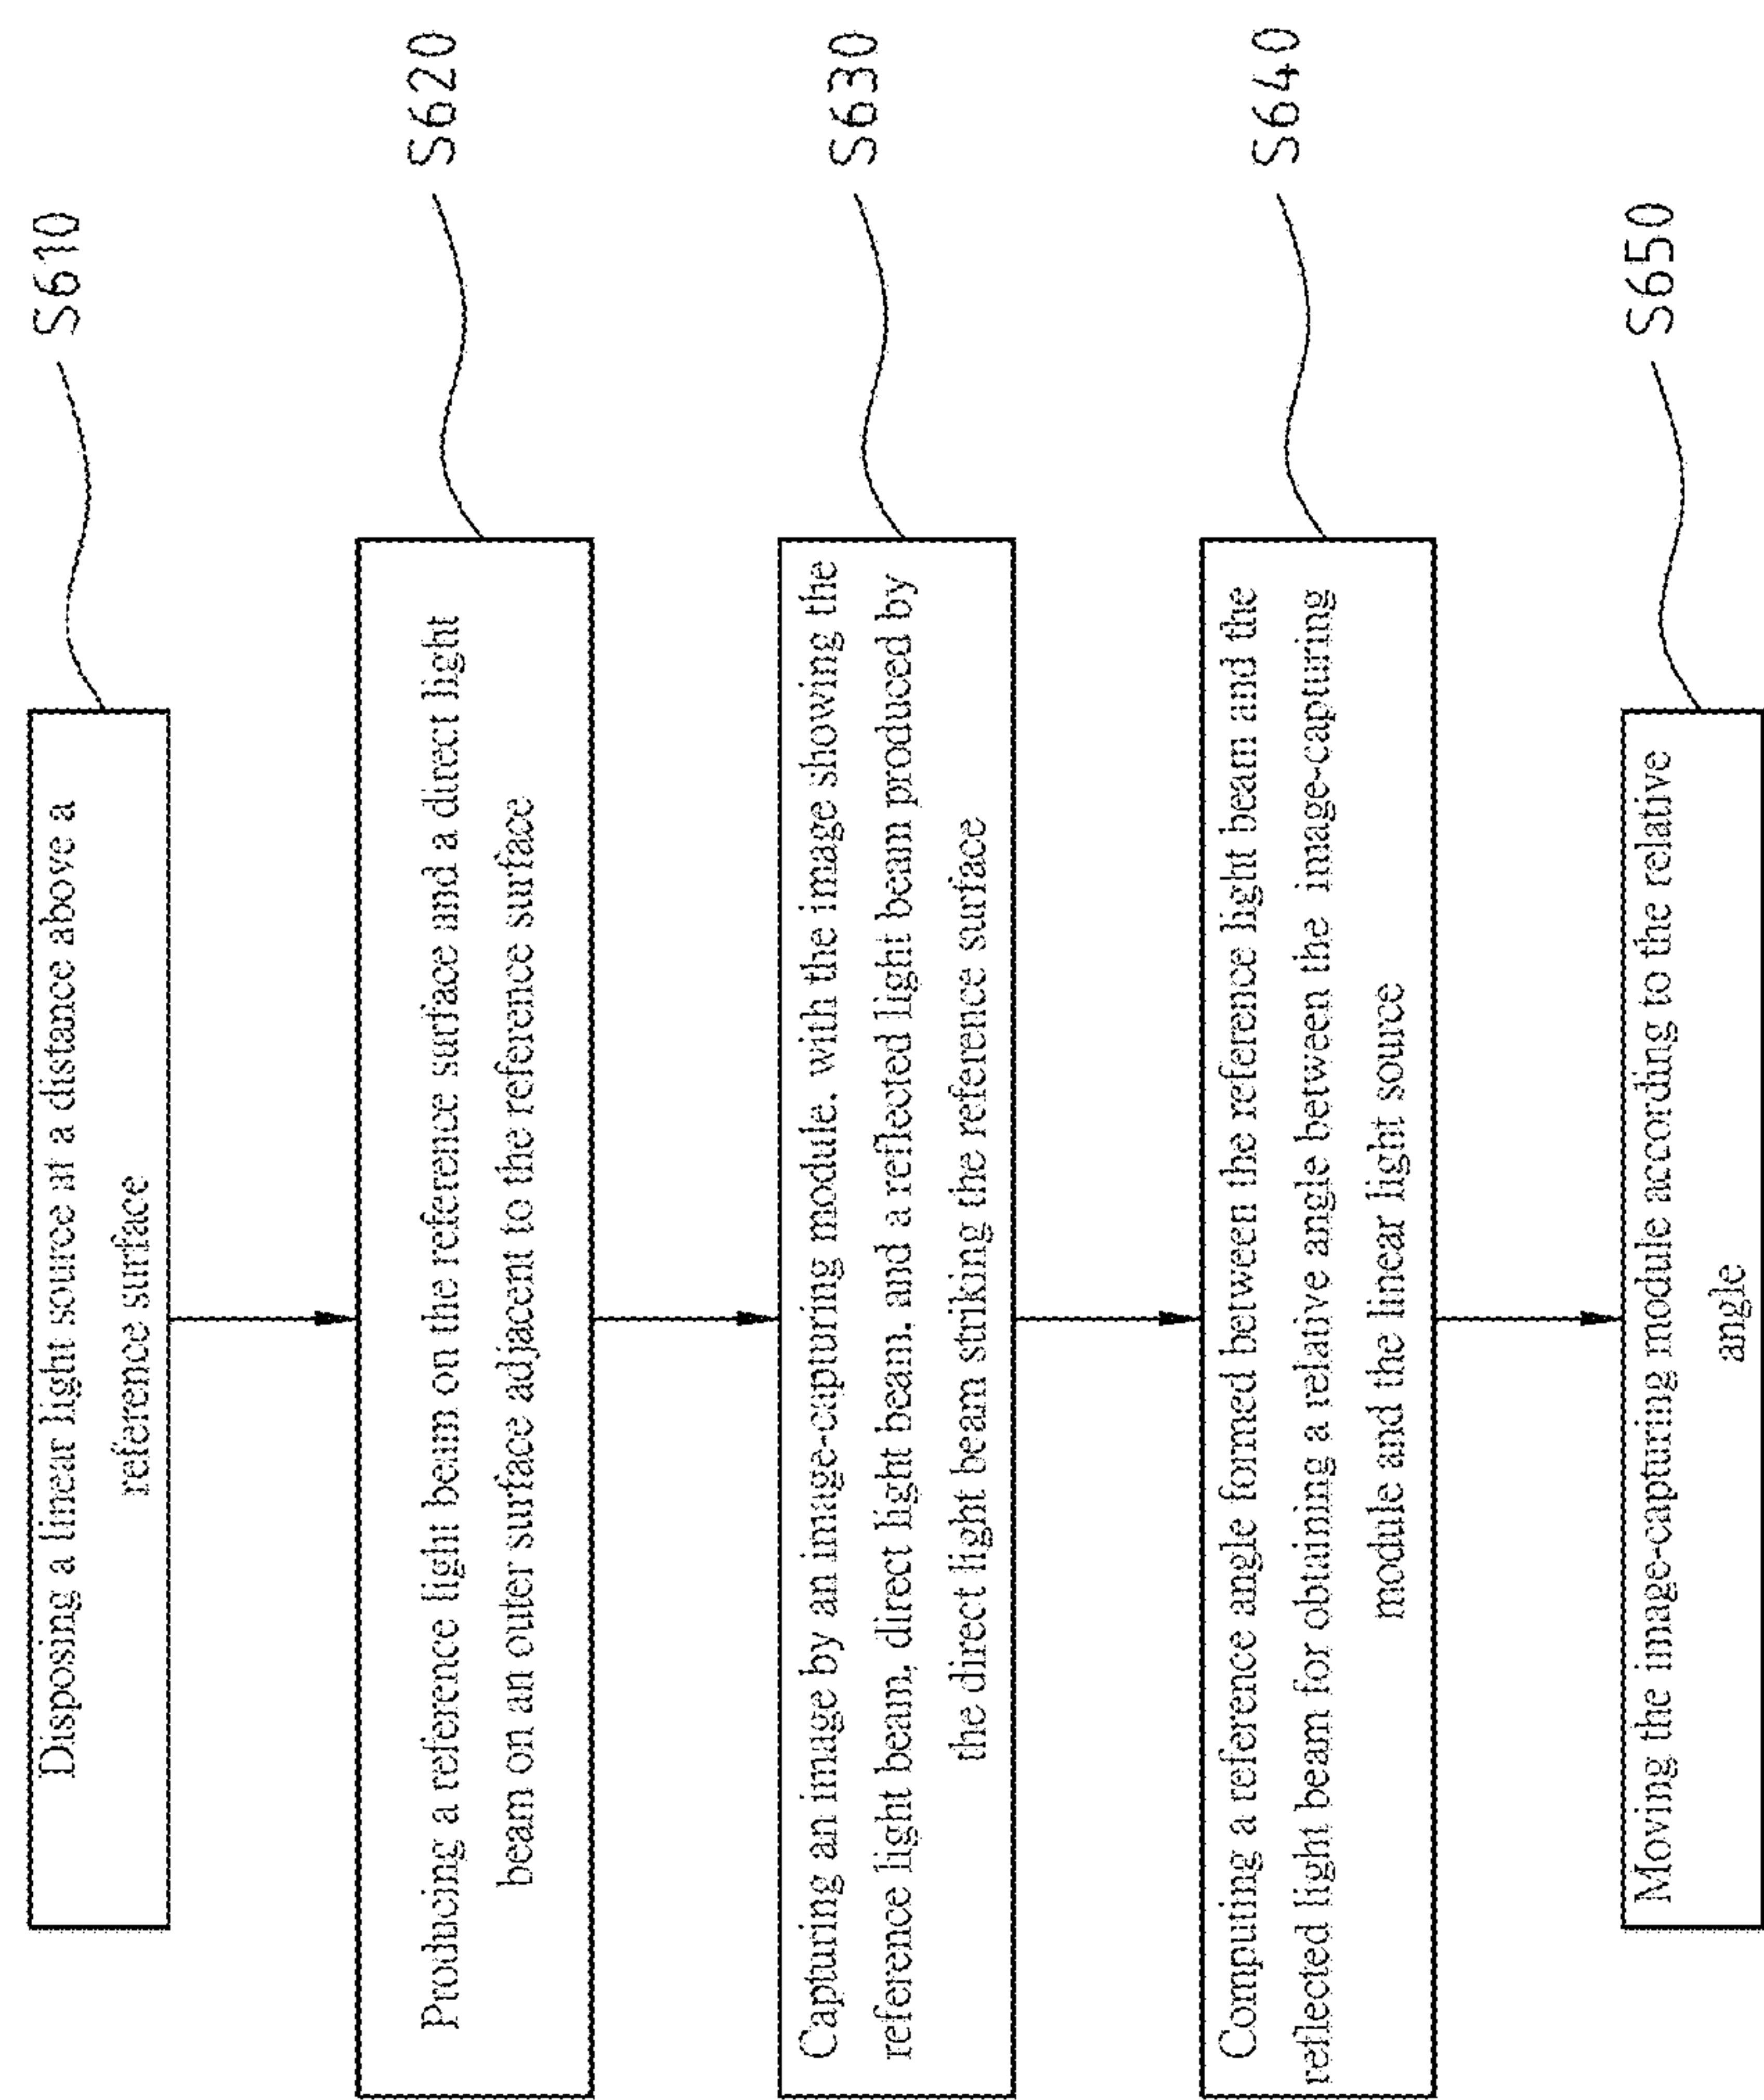 S610
Disposing a linear light source at a distance above a
reference surface
S620
Producing a reference light beam on the reference surface and a direct light
beam on an outer surface adjacent to the reference surface
S630
Capturing an image by an image-capturing module, with the image showing the
reference light beam, direct light beam, and a reflected light beam produced by
the direct light beam striking the reference surface
S640
Computing a reference angle formed between the reference light beam and the
reflected light beam for obtaining a relative angle between the image-capturing
module and the linear light source
S650
Moving the image-capturing module according to the relative
angle